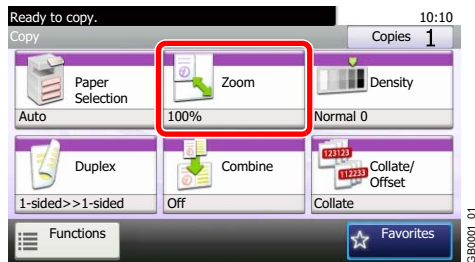 Ready to copy. 10:10
Copy Copies 1
Paper Selection
Auto
Zoom
100%
Density
Normal 0
Duplex
1-sided>>1-sided
Combine
Off
123123
112233
Collate/
Offset
Collate
Functions
Favorites
GB0001_01